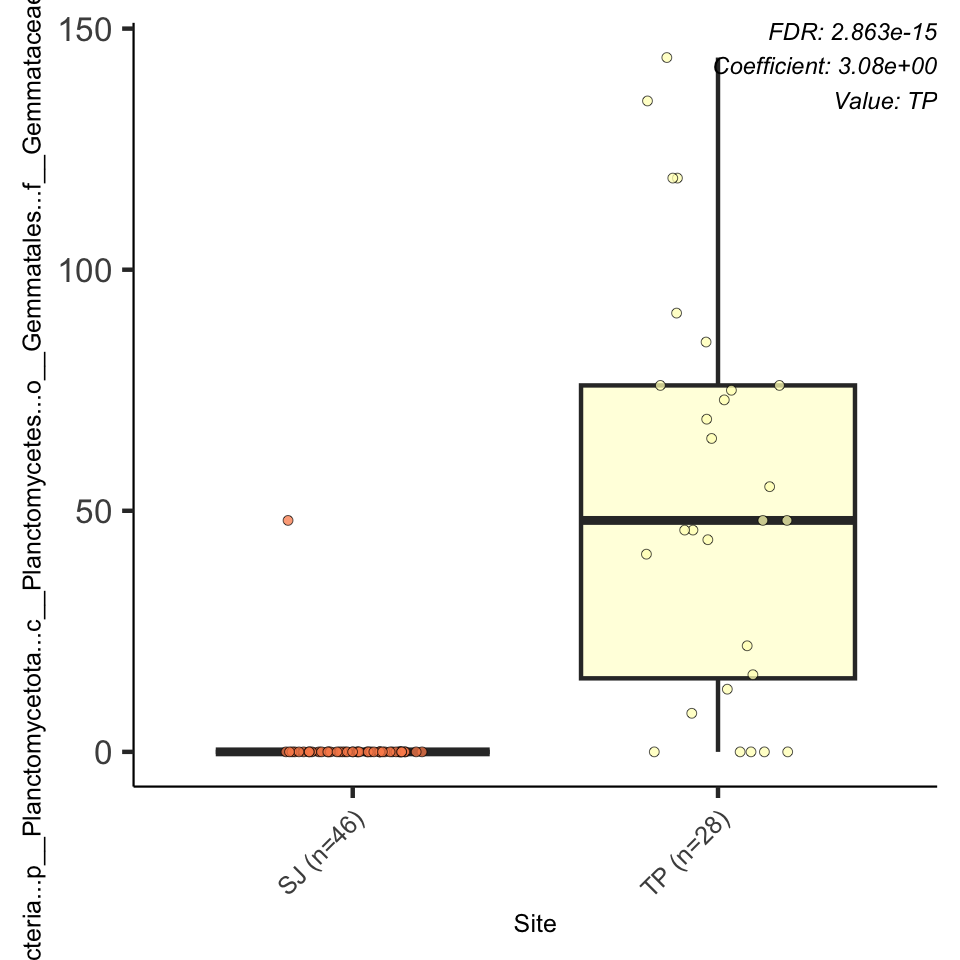 cteria...p__Planctomycetota...c__Planctomycetes...o__Gemmatales...f__Gemmataceae
150
100
50
0
FDR: 2.863e-15
Coefficient: 3.08e+00
Value: TP
SJ (n=46)
TP (n=28)
Site